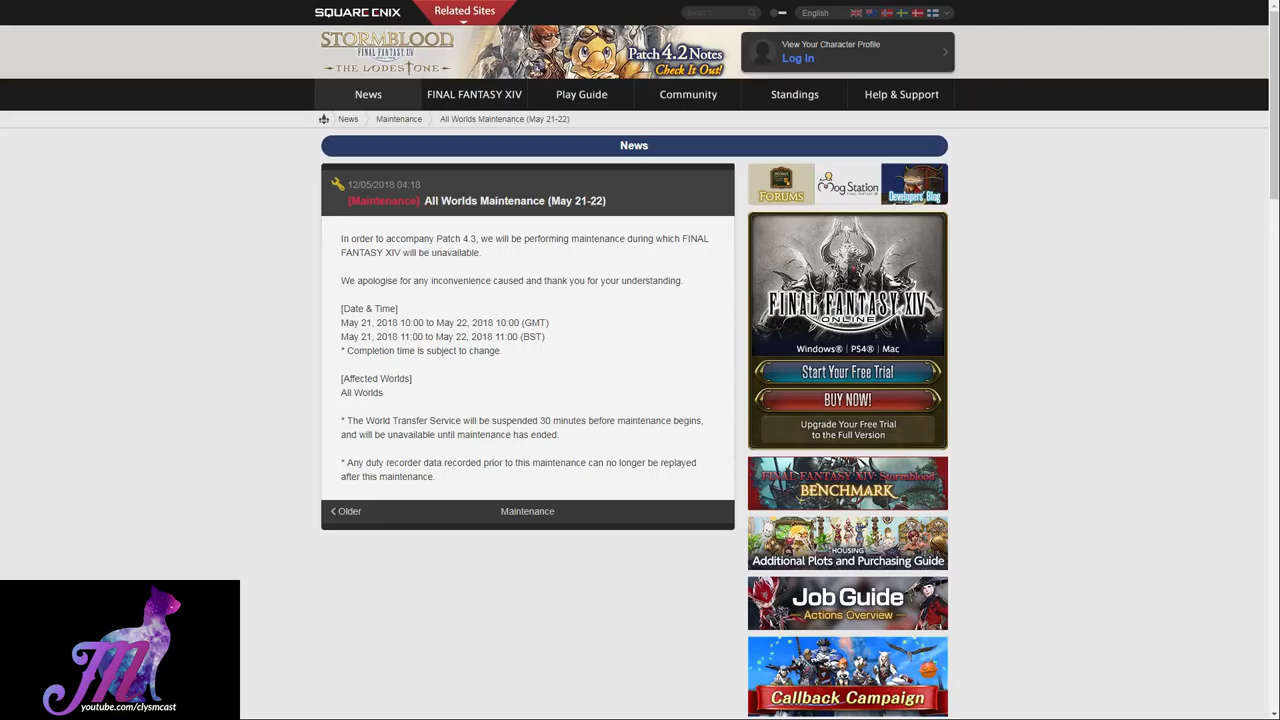 SQUARE ENIX
Related Sites
Search
English
STORMBLOOD
FINAL FANTASY XIV
THE LODESTONE
Patch 4.2 Notes
Check It Out!
View Your Character Profile
Log In
News
FINAL FANTASY XIV
Play Guide
Community
Standings
Help & Support
News
Maintenance
All Worlds Maintenance (May 21-22)
News
12/05/2018 04:18
[Maintenance] All Worlds Maintenance (May 21-22)
In order to accompany Patch 4.3, we will be performing maintenance during which FINAL
FANTASY XIV will be unavailable.
We apologise for any inconvenience caused and thank you for your understanding.
[Date & Time]
May 21, 2018 10:00 to May 22, 2018 10:00 (GMT)
May 21, 2018 11:00 to May 22, 2018 11:00 (BST)
* Completion time is subject to change.
[Affected Worlds]
All Worlds
* The World Transfer Service will be suspended 30 minutes before maintenance begins,
and will be unavailable until maintenance has ended.
* Any duty recorder data recorded prior to this maintenance can no longer be replayed
after this maintenance.
Older
Maintenance
FORUMS
Mog Station
Developers' Blog
FINAL FANTASY XIV
ONLINE
Windows® | PS4® | Mac
Start Your Free Trial
BUY NOW!
Upgrade Your Free Trial
to the Full Version
FINAL FANTASY XIV: Stormblood
BENCHMARK
HOUSING
Additional Plots and Purchasing Guide
Job Guide
Actions Overview
Callback Campaign
M
youtube.com/clysmcast